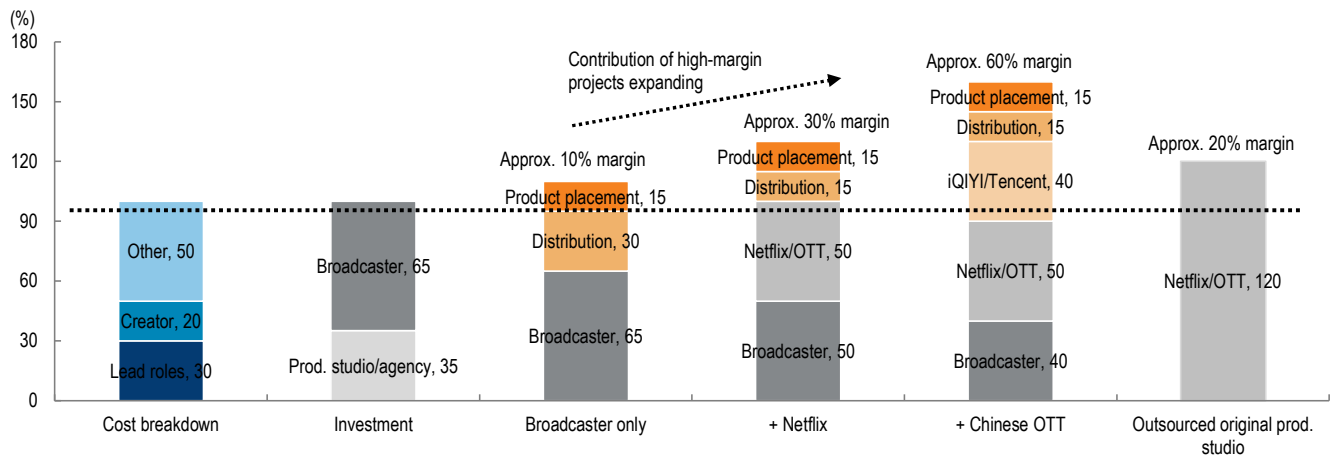 (%)
180
150
120
90
60
30
0
Other, 50
Creator, 20
Lead roles, 30
Cost breakdown
Broadcaster, 65
Prod. studio/agency, 35
Investment
Approx. 10% margin
Product placement, 15
Distribution, 30
Broadcaster, 65
Broadcaster only
Contribution of high-margin
projects expanding
Approx. 30% margin
Product placement, 15
Distribution, 15
Netflix/OTT, 50
Broadcaster, 50
+ Netflix
Approx. 60% margin
Product placement, 15
Distribution, 15
iQIYI/Tencent, 40
Netflix/OTT, 50
Broadcaster, 40
+ Chinese OTT
Approx. 20% margin
Netflix/OTT, 120
Outsourced original prod.
studio